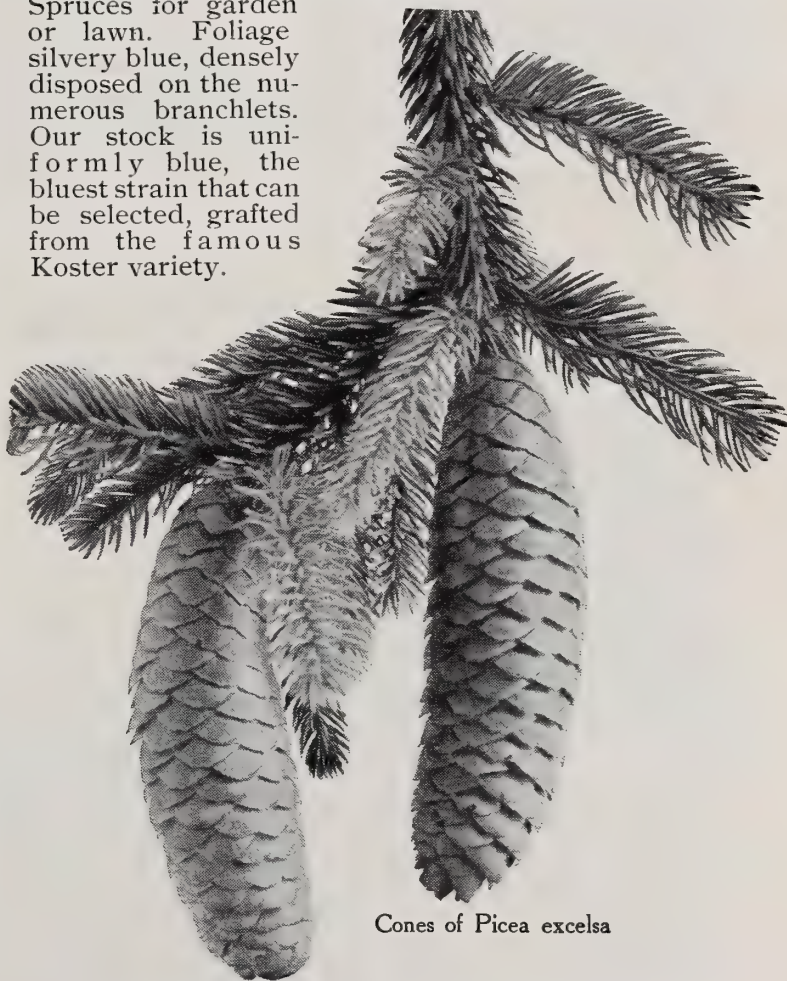 Spruces for garden
or lawn. Foliage
silvery blue, densely
disposed on the nu-
merous branchlets.
Our stock is uni-
formly blue, the
bluest strain that can
be selected, grafted
from the famous
Koster variety.
Cones of Picea excelsa